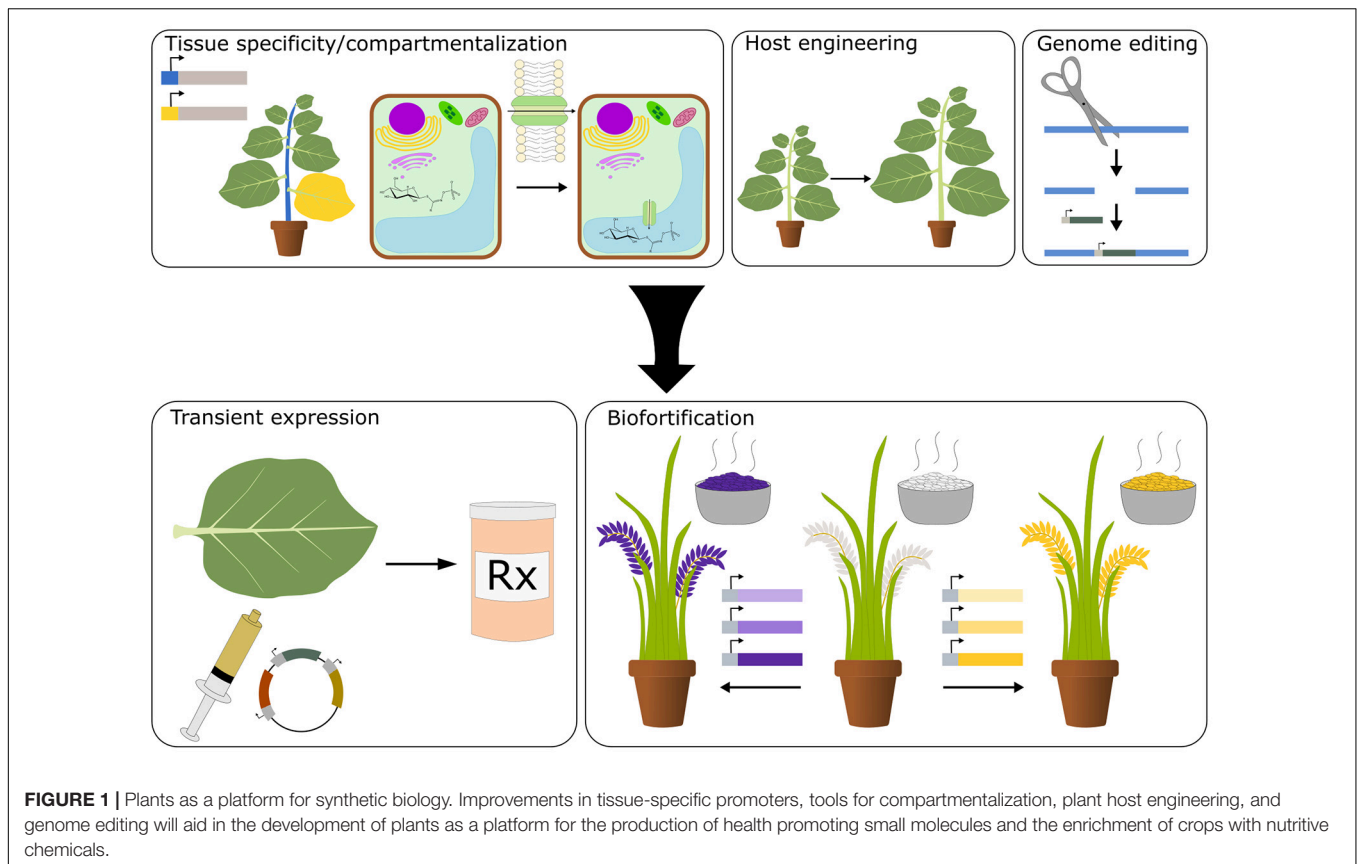 Tissue specificity/compartmentalization
Host engineering
Genome editing
Transient expression
Rx
Biofortification
FIGURE 1 | Plants as a platform for synthetic biology. Improvements in tissue-specific promoters, tools for compartmentalization, plant host engineering, and
genome editing will aid in the development of plants as a platform for the production of health promoting small molecules and the enrichment of crops with nutritive
chemicals.